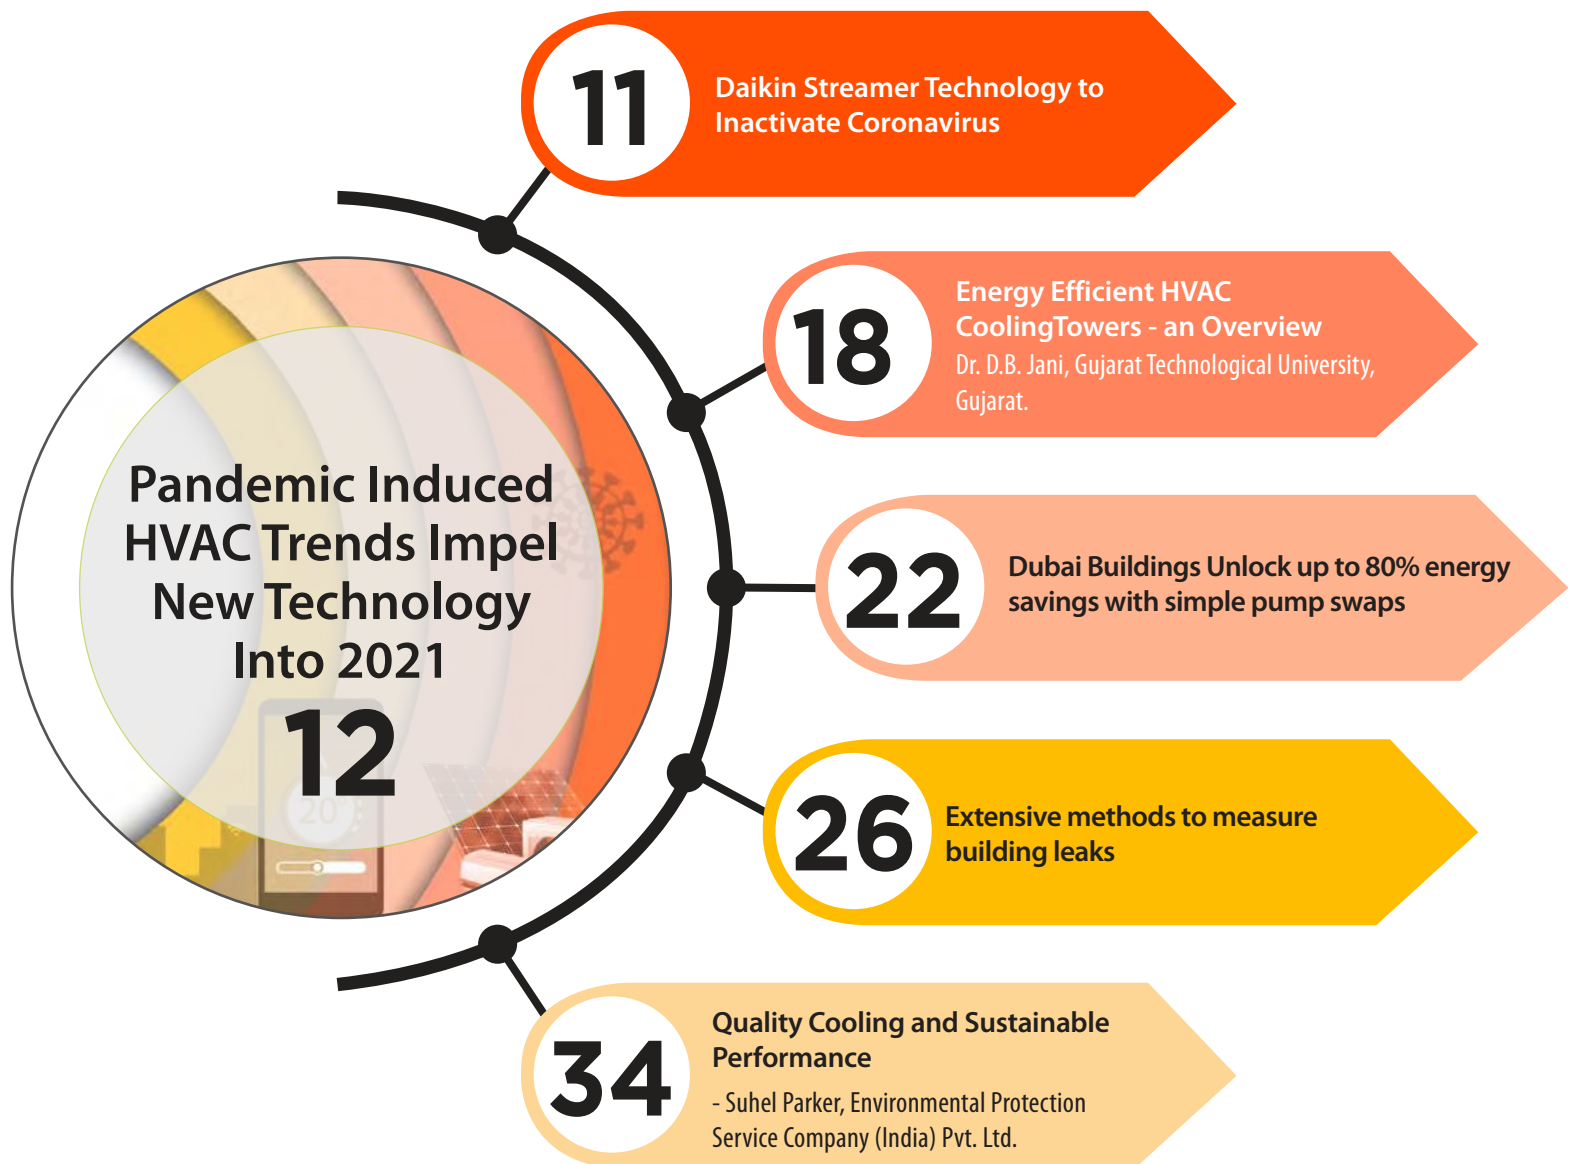 11
Daikin Streamer Technology to
Inactivate Coronavirus
18
Energy Efficient HVAC
CoolingTowers - an Overview
Dr. D.B. Jani, Gujarat Technological University,
Gujarat.
Pandemic Induced
HVAC Trends Impel
New Technology
Into 2021
12
20°
22
Dubai Buildings Unlock up to 80% energy
savings with simple pump swaps
26
Extensive methods to measure
building leaks
34
Quality Cooling and Sustainable
Performance
- Suhel Parker, Environmental Protection
Service Company (India) Pvt. Ltd.